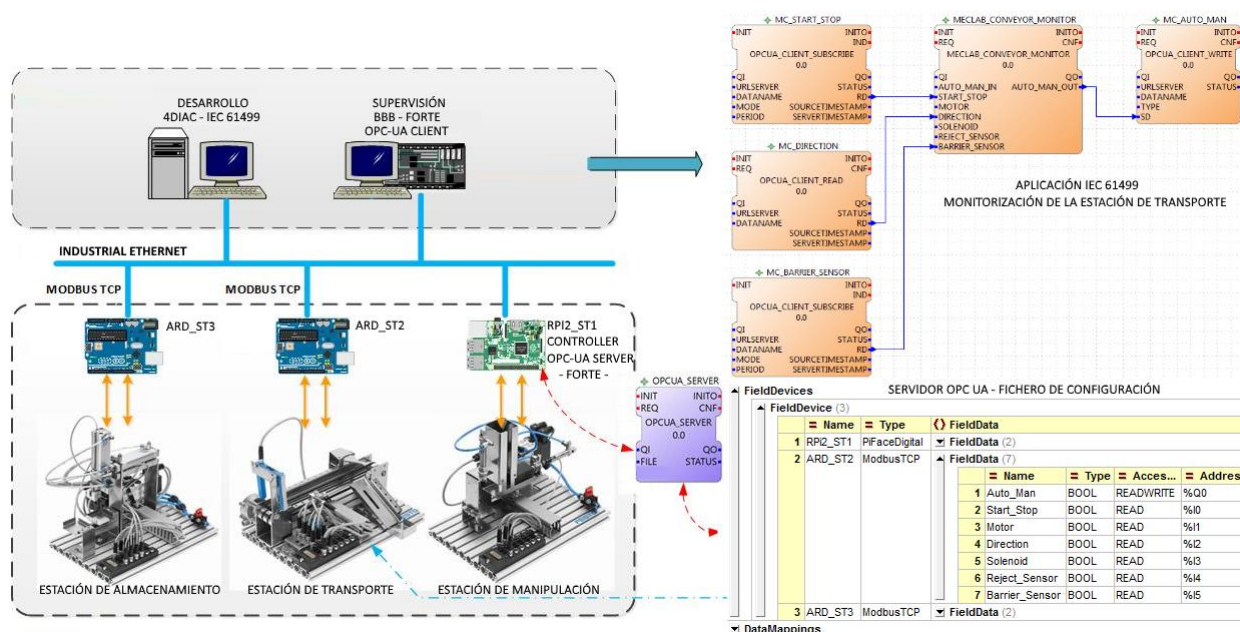 DESARROLLO
4DIAC - IEC 61499
SUPERVISIÓN
BBB - FORTE
OPC-UA CLIENT
INDUSTRIAL ETHERNET
MODBUS TCP
MODBUS TCP
ARD_ST3
ARD_ST2
RPI2_ST1
CONTROLLER
OPC-UA SERVER
- FORTE -
ESTACIÓN DE ALMACENAMIENTO
ESTACIÓN DE TRANSPORTE
ESTACIÓN DE MANIPULACIÓN
MC_START_STOP
INIT INITO
IND
OPCUA_CLIENT_SUBSCRIBE
0.0
QI QO
URLSERVER STATUS
DATANAME RD
MODE SOURCETIMESTAMP
PERIOD SERVERTIMESTAMP
MECLAB_CONVEYOR_MONITOR
INIT INITO
REQ CNF
MECLAB_CONVEYOR_MONITOR
0.0
QI QO
AUTO_MAN_IN AUTO_MAN_OUT
START_STOP
MOTOR
DIRECTION
SOLENOID
REJECT_SENSOR
BARRIER_SENSOR
MC_AUTO_MAN
INIT INITO
REQ CNF
OPCUA_CLIENT_WRITE
0.0
QI QO
URLSERVER STATUS
DATANAME
TYPE
SD
MC_DIRECTION
INIT INITO
REQ CNF
OPCUA_CLIENT_READ
0.0
QI QO
URLSERVER STATUS
DATANAME RD
SOURCETIMESTAMP
SERVERTIMESTAMP
APLICACIÓN IEC 61499
MONITORIZACIÓN DE LA ESTACIÓN DE TRANSPORTE
MC_BARRIER_SENSOR
INIT INITO
IND
OPCUA_CLIENT_SUBSCRIBE
0.0
QI QO
URLSERVER STATUS
DATANAME RD
MODE SOURCETIMESTAMP
PERIOD SERVERTIMESTAMP
OPCUA_SERVER
INIT INITO
REQ CNF
OPCUA_SERVER
0.0
QI QO
FILE STATUS
FieldDevices SERVIDOR OPC UA - FICHERO DE CONFIGURACIÓN
FieldDevice (3)
= Name = Type {} FieldData
1 RPI2_ST1 PiFaceDigital FieldData (2)
2 ARD_ST2 ModbusTCP FieldData (7)
= Name = Type = Acces... = Addres
1 Auto_Man BOOL READWRITE %Q0
2 Start_Stop BOOL READ %I0
3 Motor BOOL READ %I1
4 Direction BOOL READ %I2
5 Solenoid BOOL READ %I3
6 Reject_Sensor BOOL READ %I4
7 Barrier_Sensor BOOL READ %I5
3 ARD_ST3 ModbusTCP FieldData (2)
DataMappings